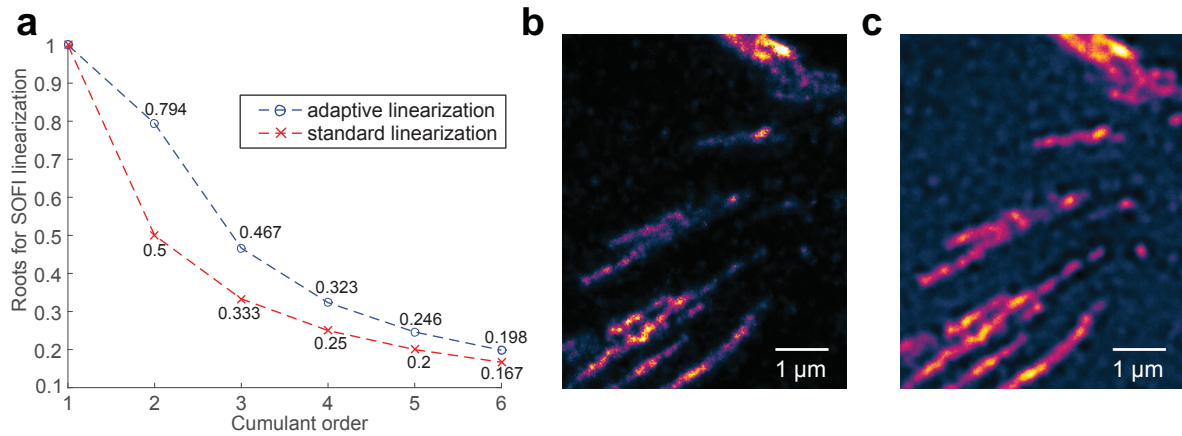 a
b
c
Roots for SOFI linearization
1
0.9
0.8
0.7
0.6
0.5
0.4
0.3
0.2
0.1
0.794
0.467
0.323
0.246
0.198
0.5
0.333
0.25
0.2
0.167
adaptive linearization
standard linearization
1 2 3 4 5 6
Cumulant order
1 µm
1 µm